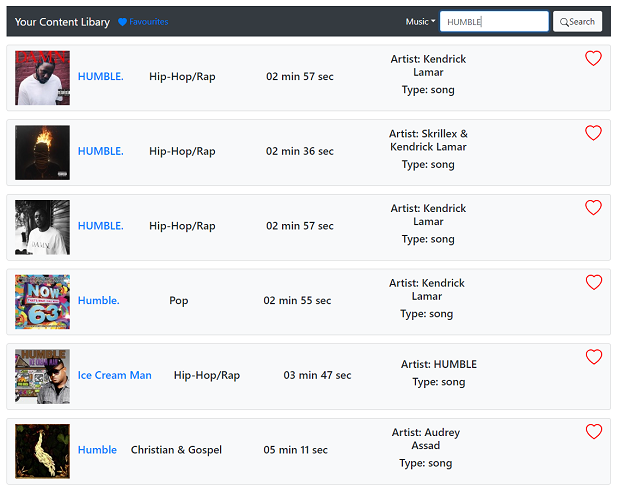 Your Content Libary Favourites Music HUMBLE Search
DAMN.
HUMBLE. Hip-Hop/Rap 02 min 57 sec Artist: Kendrick
Lamar
Type: song
HUMBLE. Hip-Hop/Rap 02 min 36 sec Artist: Skrillex &
Kendrick Lamar
Type: song
HUMBLE. Hip-Hop/Rap 02 min 57 sec Artist: Kendrick
Lamar
Type: song
NOW
63
Humble. Pop 02 min 55 sec Artist: Kendrick
Lamar
Type: song
HUMBLE
Ice Cream Man Hip-Hop/Rap 03 min 47 sec Artist: HUMBLE
Type: song
Humble Christian & Gospel 05 min 11 sec Artist: Audrey
Assad
Type: song